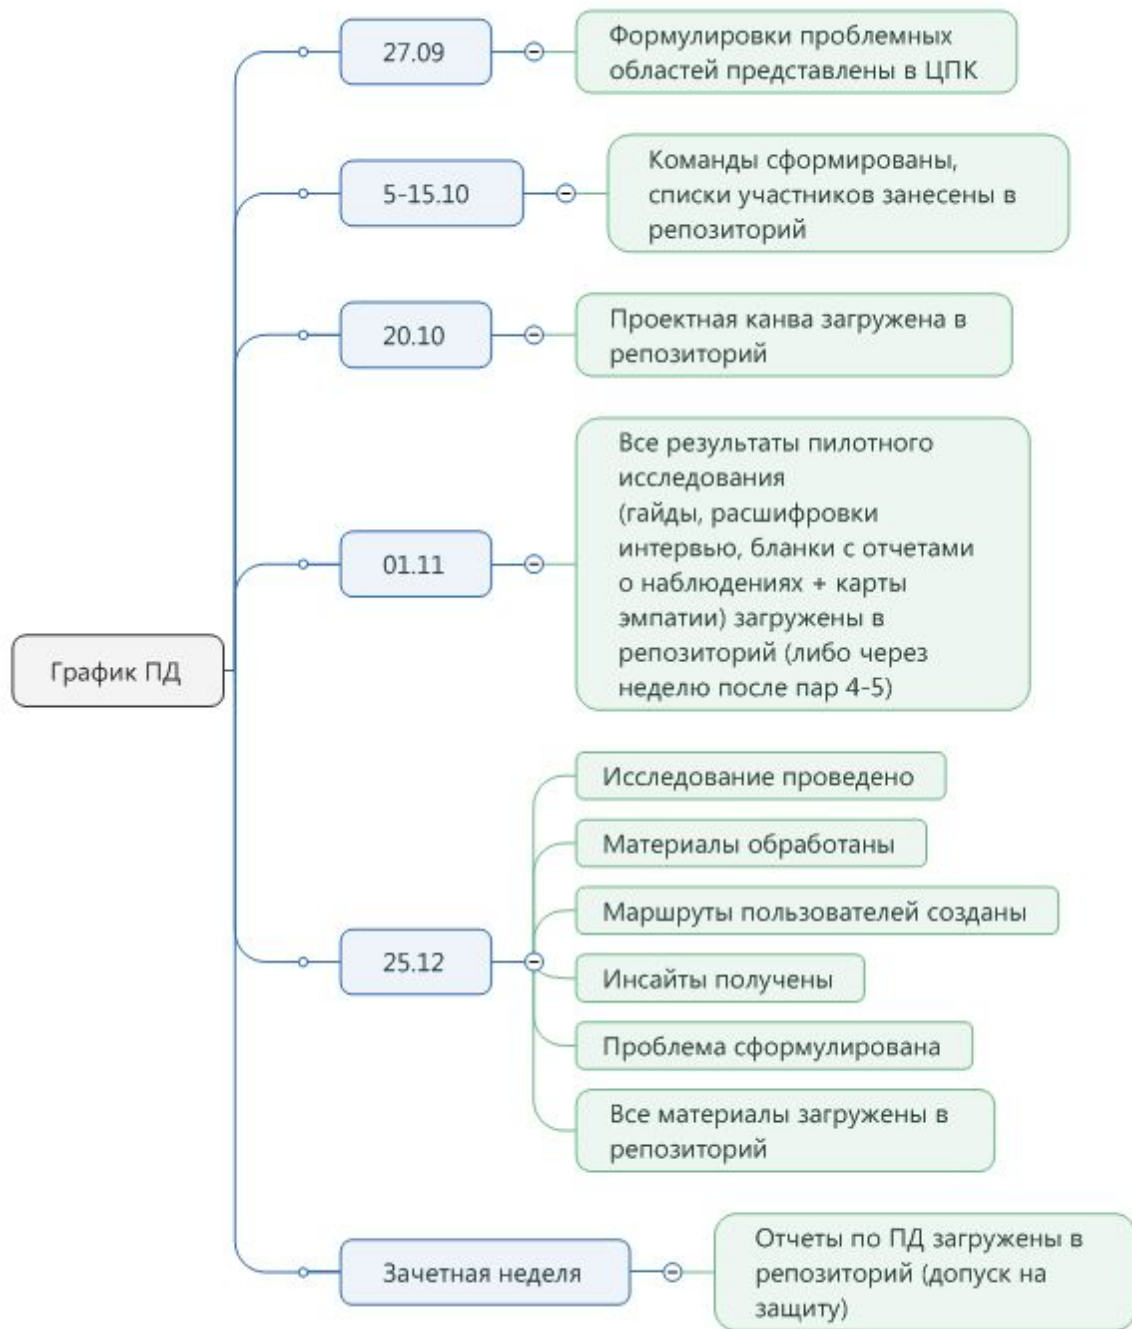 График ПД
27.09
Формулировки проблемных
областей представлены в ЦПК
5-15.10
Команды сформированы,
списки участников занесены в
репозиторий
20.10
Проектная канва загружена в
репозиторий
01.11
Все результаты пилотного
исследования
(гайды, расшифровки
интервью, бланки с отчетами
о наблюдениях + карты
эмпатии) загружены в
репозиторий (либо через
неделю после пар 4-5)
25.12
Исследование проведено
Материалы обработаны
Маршруты пользователей созданы
Инсайты получены
Проблема сформулирована
Все материалы загружены в
репозиторий
Зачетная неделя
Отчеты по ПД загружены в
репозиторий (допуск на
защиту)